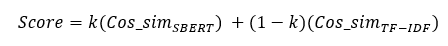 Score = k(Cos_sim_SBERT) + (1 − k)(Cos_sim_TF−IDF)